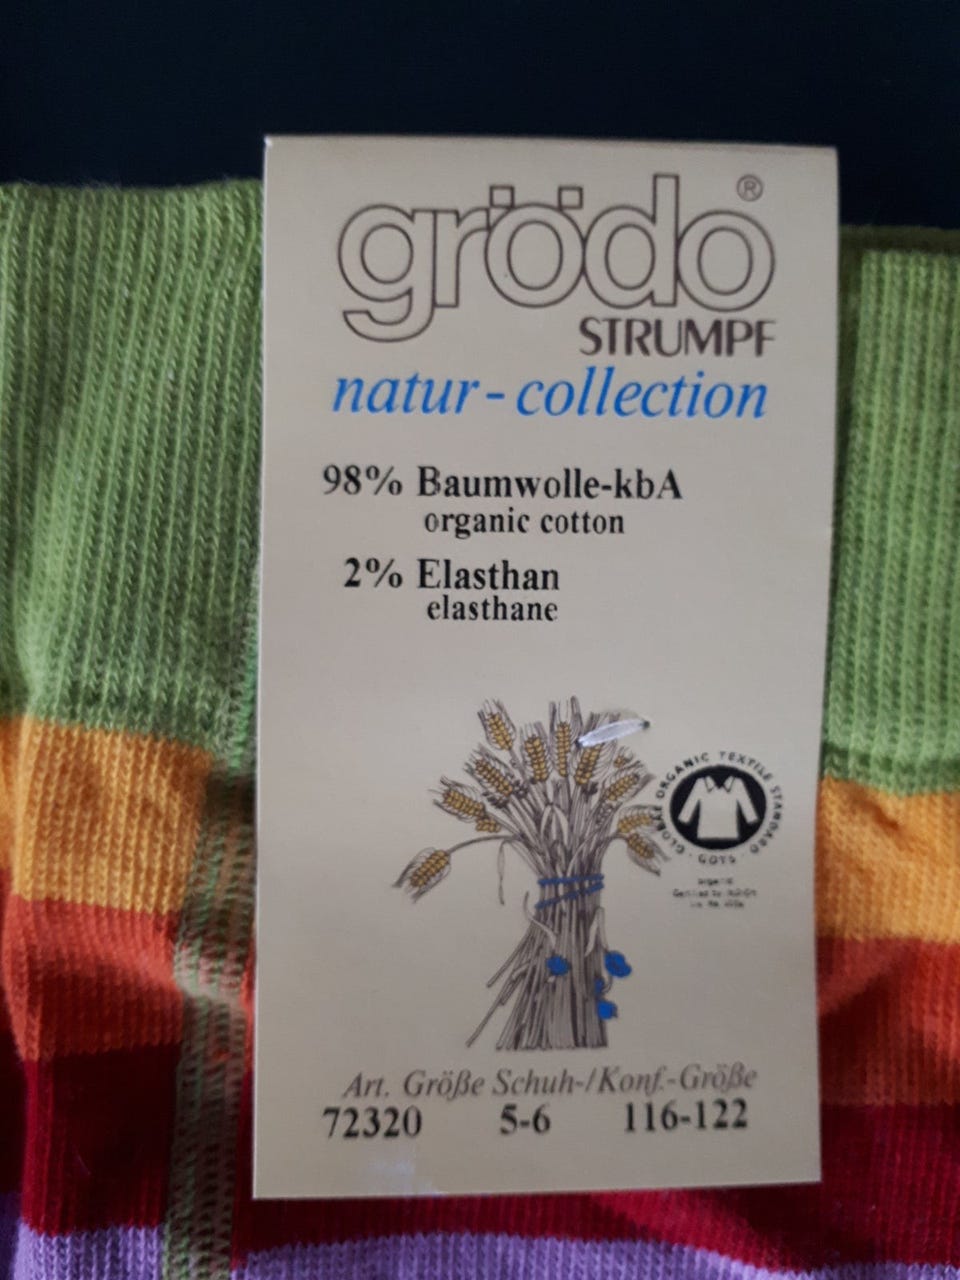 grödo®
STRUMPF
natur-collection
98% Baumwolle-kbA
organic cotton
2% Elasthan
elasthane
GLOBAL ORGANIC TEXTILE STANDARD
· GOTS ·
organic
Art. Größe Schuh-/Konf.-Größe
72320 5-6 116-122